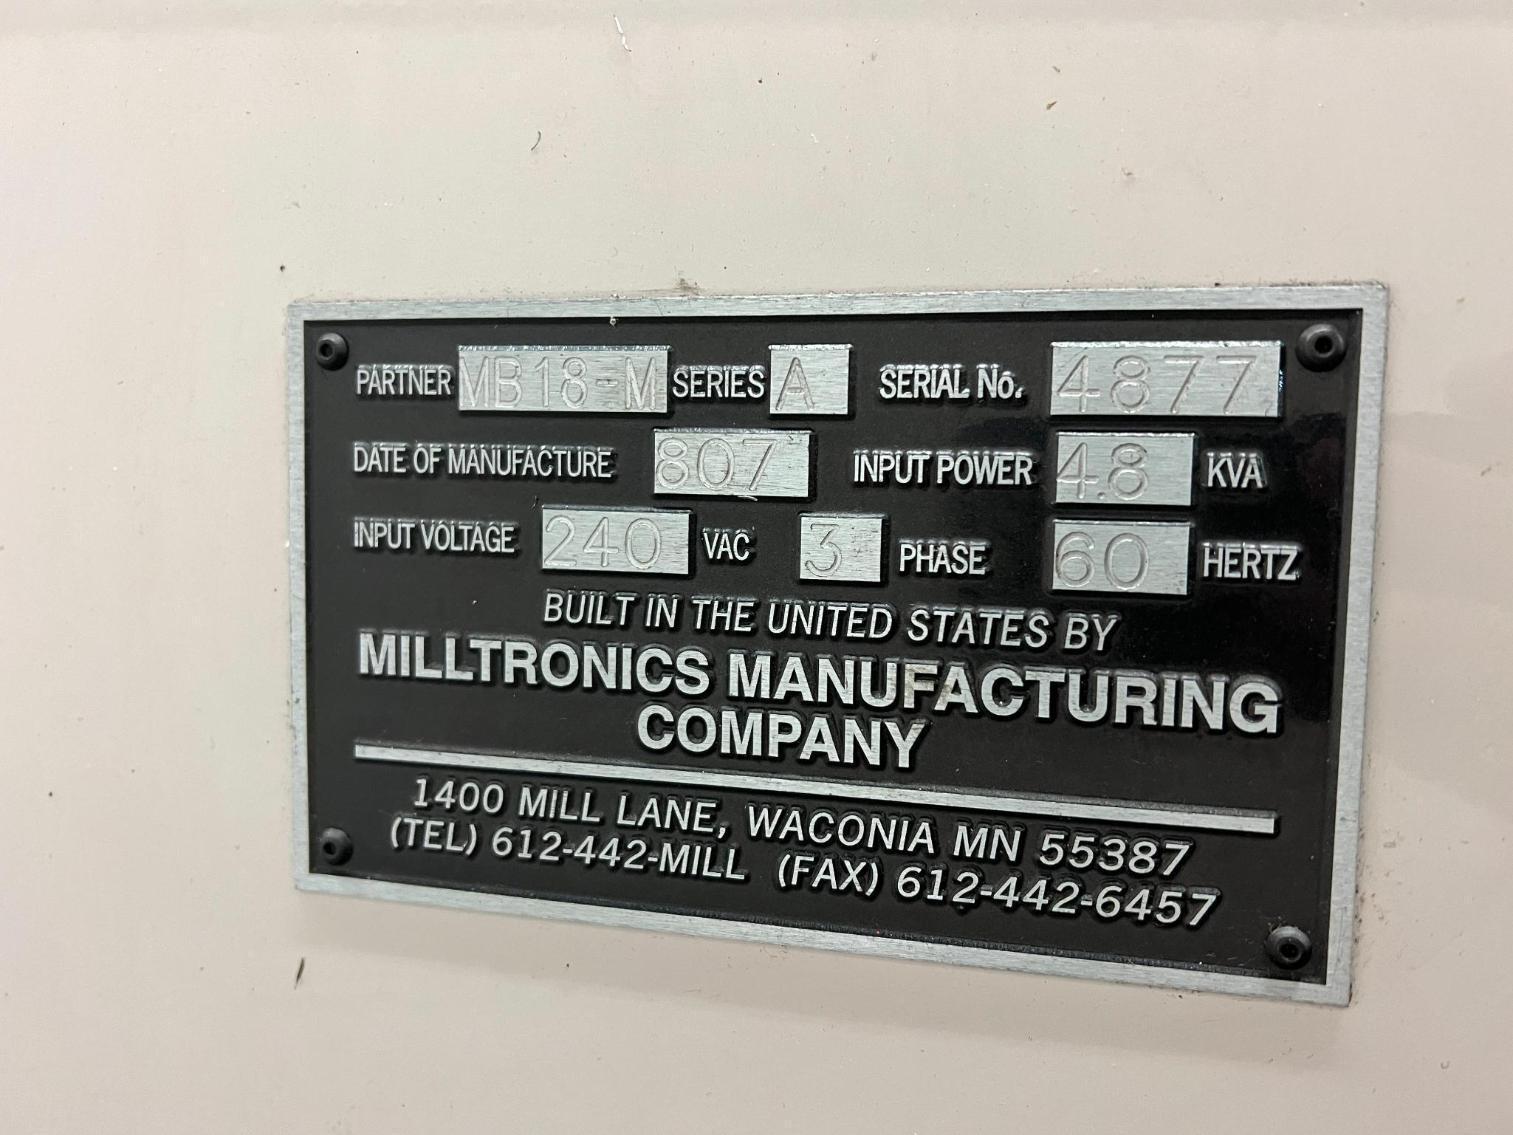 PARTNER MB18-M SERIES A SERIAL No. 4877
DATE OF MANUFACTURE 807 INPUT POWER 4.8 KVA
INPUT VOLTAGE 240 VAC 3 PHASE 60 HERTZ
BUILT IN THE UNITED STATES BY
MILLTRONICS MANUFACTURING
COMPANY
1400 MILL LANE, WACONIA MN 55387
(TEL) 612-442-MILL (FAX) 612-442-6457